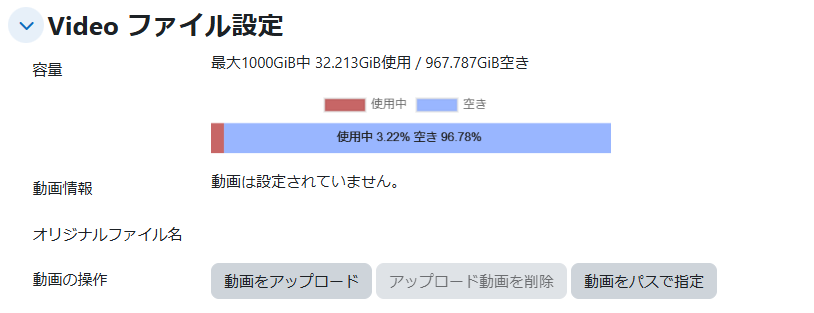 Video ファイル設定
容量
最大1000GiB中 32.213GiB使用 / 967.787GiB空き
使用中 空き
使用中 3.22% 空き 96.78%
動画情報
動画は設定されていません。
オリジナルファイル名
動画の操作
動画をアップロード アップロード動画を削除 動画をパスで指定